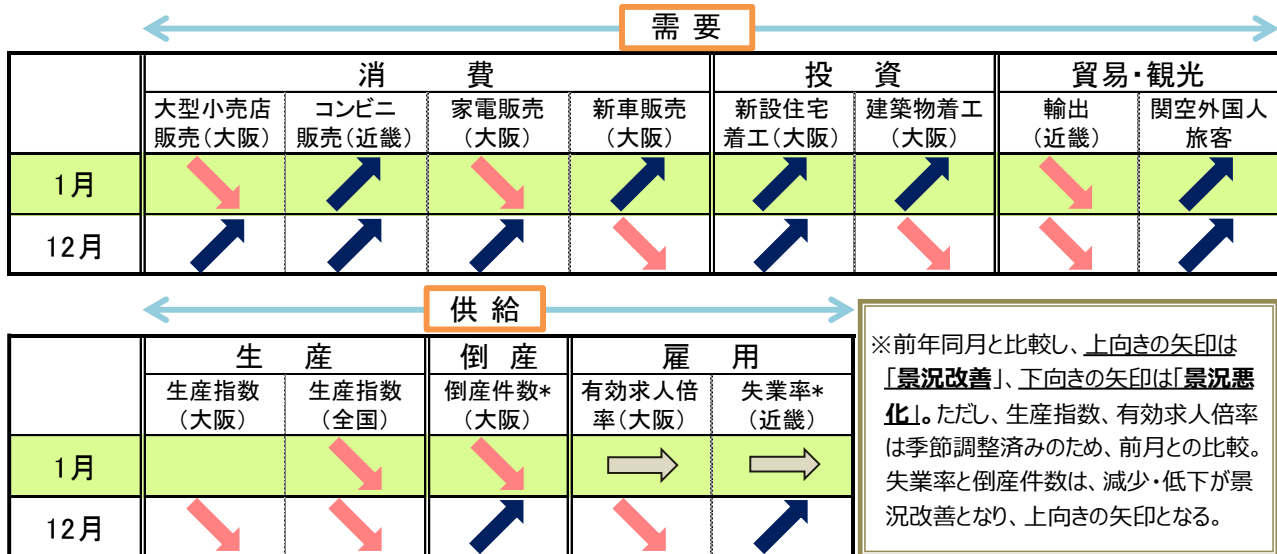 需 要
消 費 投 資 貿易・観光
大型小売店 コンビニ 家電販売 新車販売 新設住宅 建築物着工 輸出 関空外国人
販売(大阪) 販売(近畿) (大阪) (大阪) 着工(大阪) (大阪) (近畿) 旅客
1月
12月
供 給
生 産 倒 産 雇 用
生産指数 生産指数 倒産件数* 有効求人倍 失業率*
(大阪) (全国) (大阪) 率(大阪) (近畿)
1月
12月
※前年同月と比較し、上向きの矢印は
「景況改善」、下向きの矢印は「景況悪
化」。ただし、生産指数、有効求人倍率
は季節調整済みのため、前月との比較。
失業率と倒産件数は、減少・低下が景
況改善となり、上向きの矢印となる。